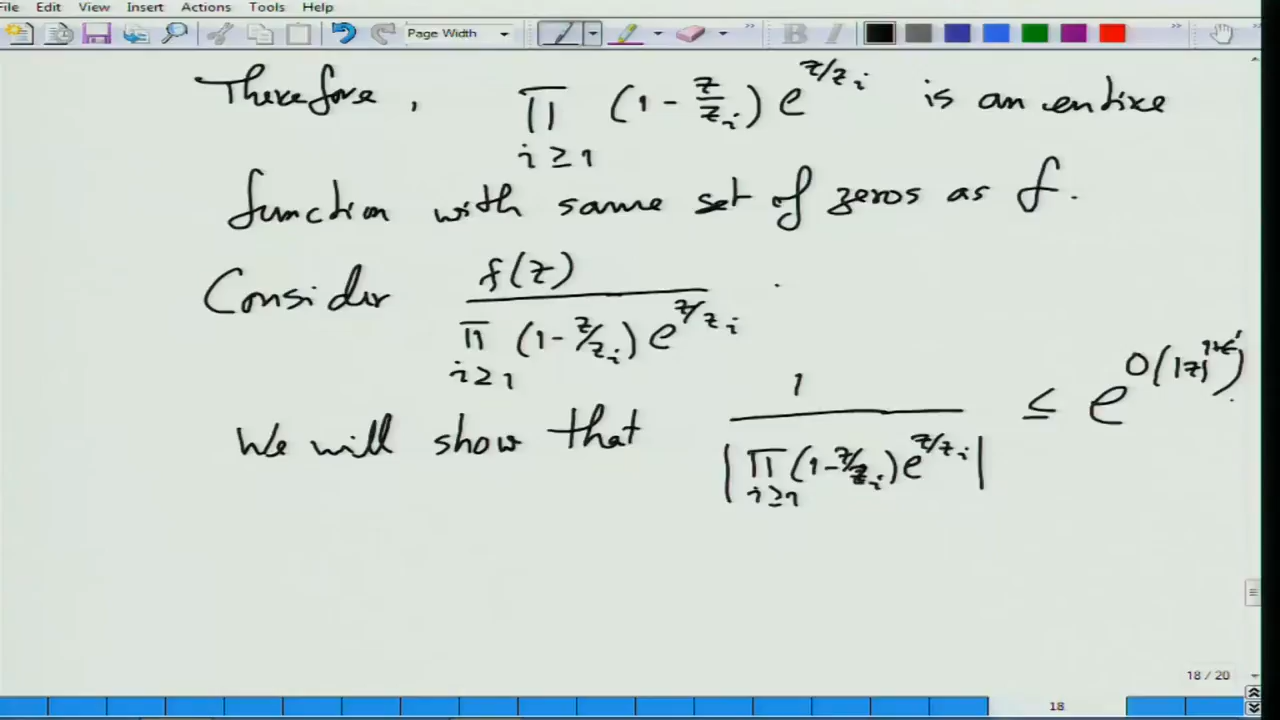 File Edit View Insert Actions Tools Help
Page Width
Therefore, ∏_{i≥1} (1 - z/z_i) e^{z/z_i} is an entire
function with same set of zeros as f.
Consider f(z) / ∏_{i≥1} (1 - z/z_i) e^{z/z_i} .
We will show that 1 / |∏_{i≥1} (1 - z/z_i) e^{z/z_i}| ≤ e^{O(|z|^{1+ε'})}
18 / 20
18